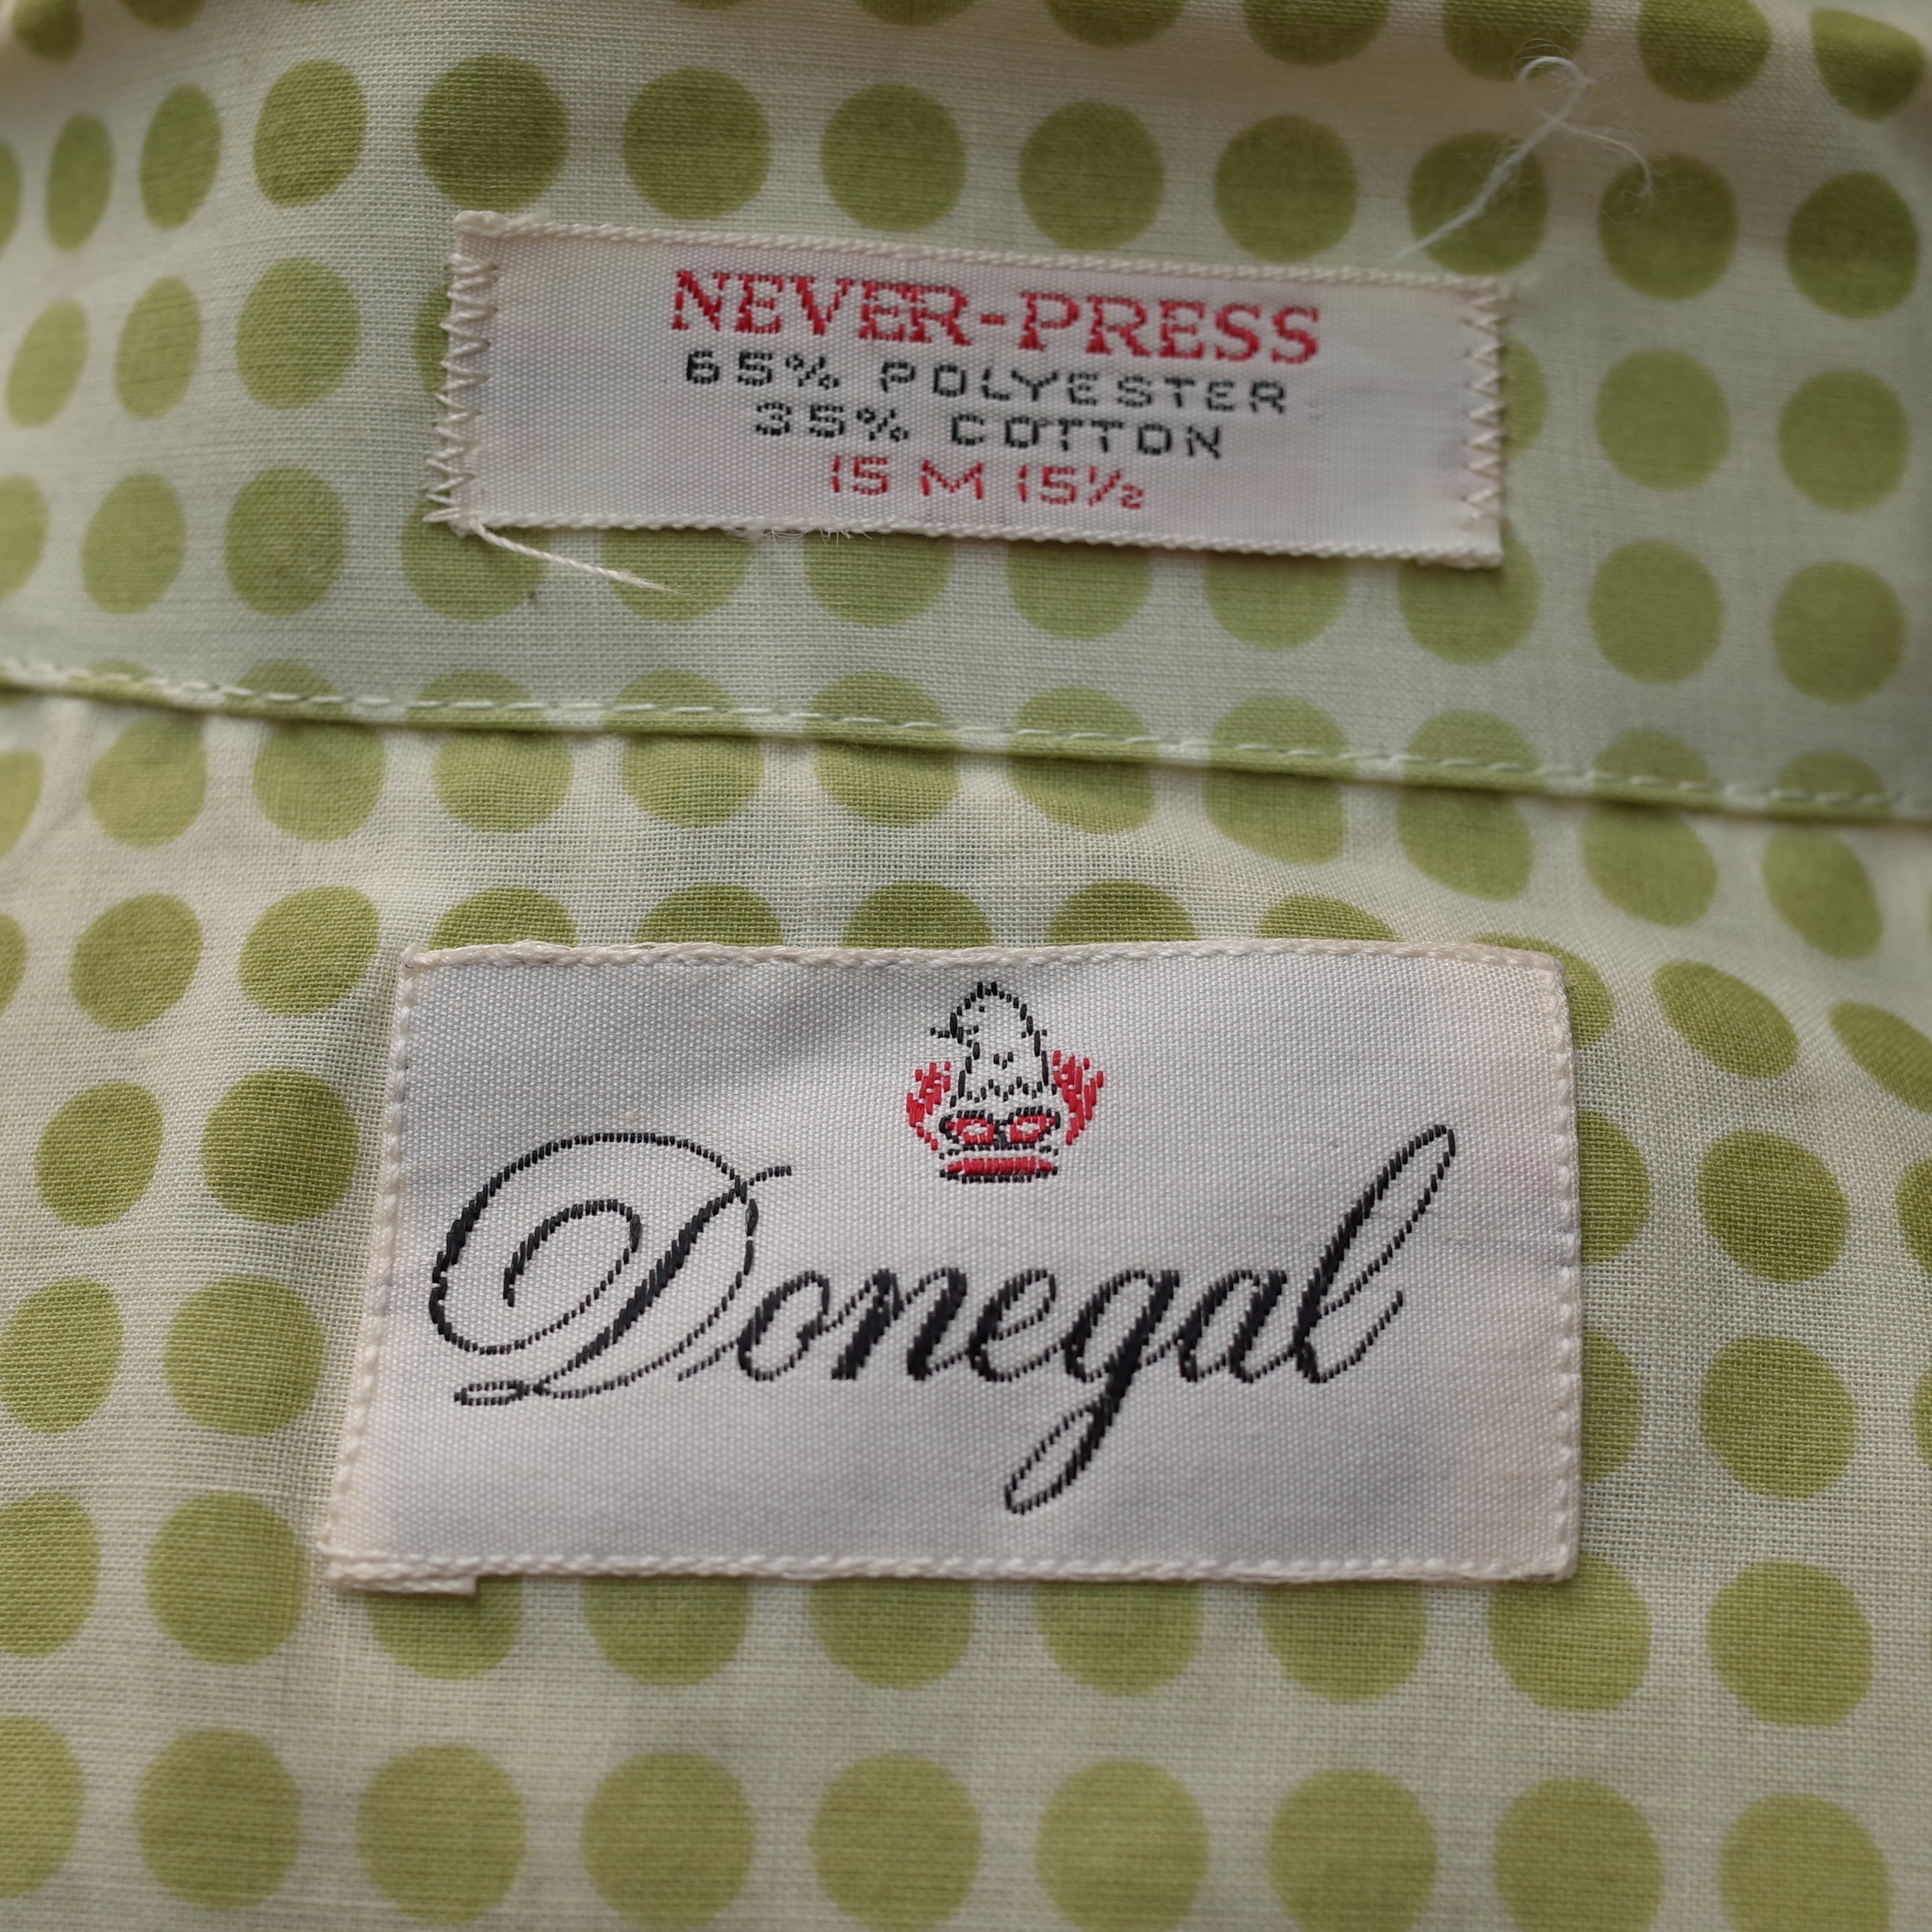 NEVER-PRESS
65% POLYESTER
35% COTTON
15 M 15½
Donegal